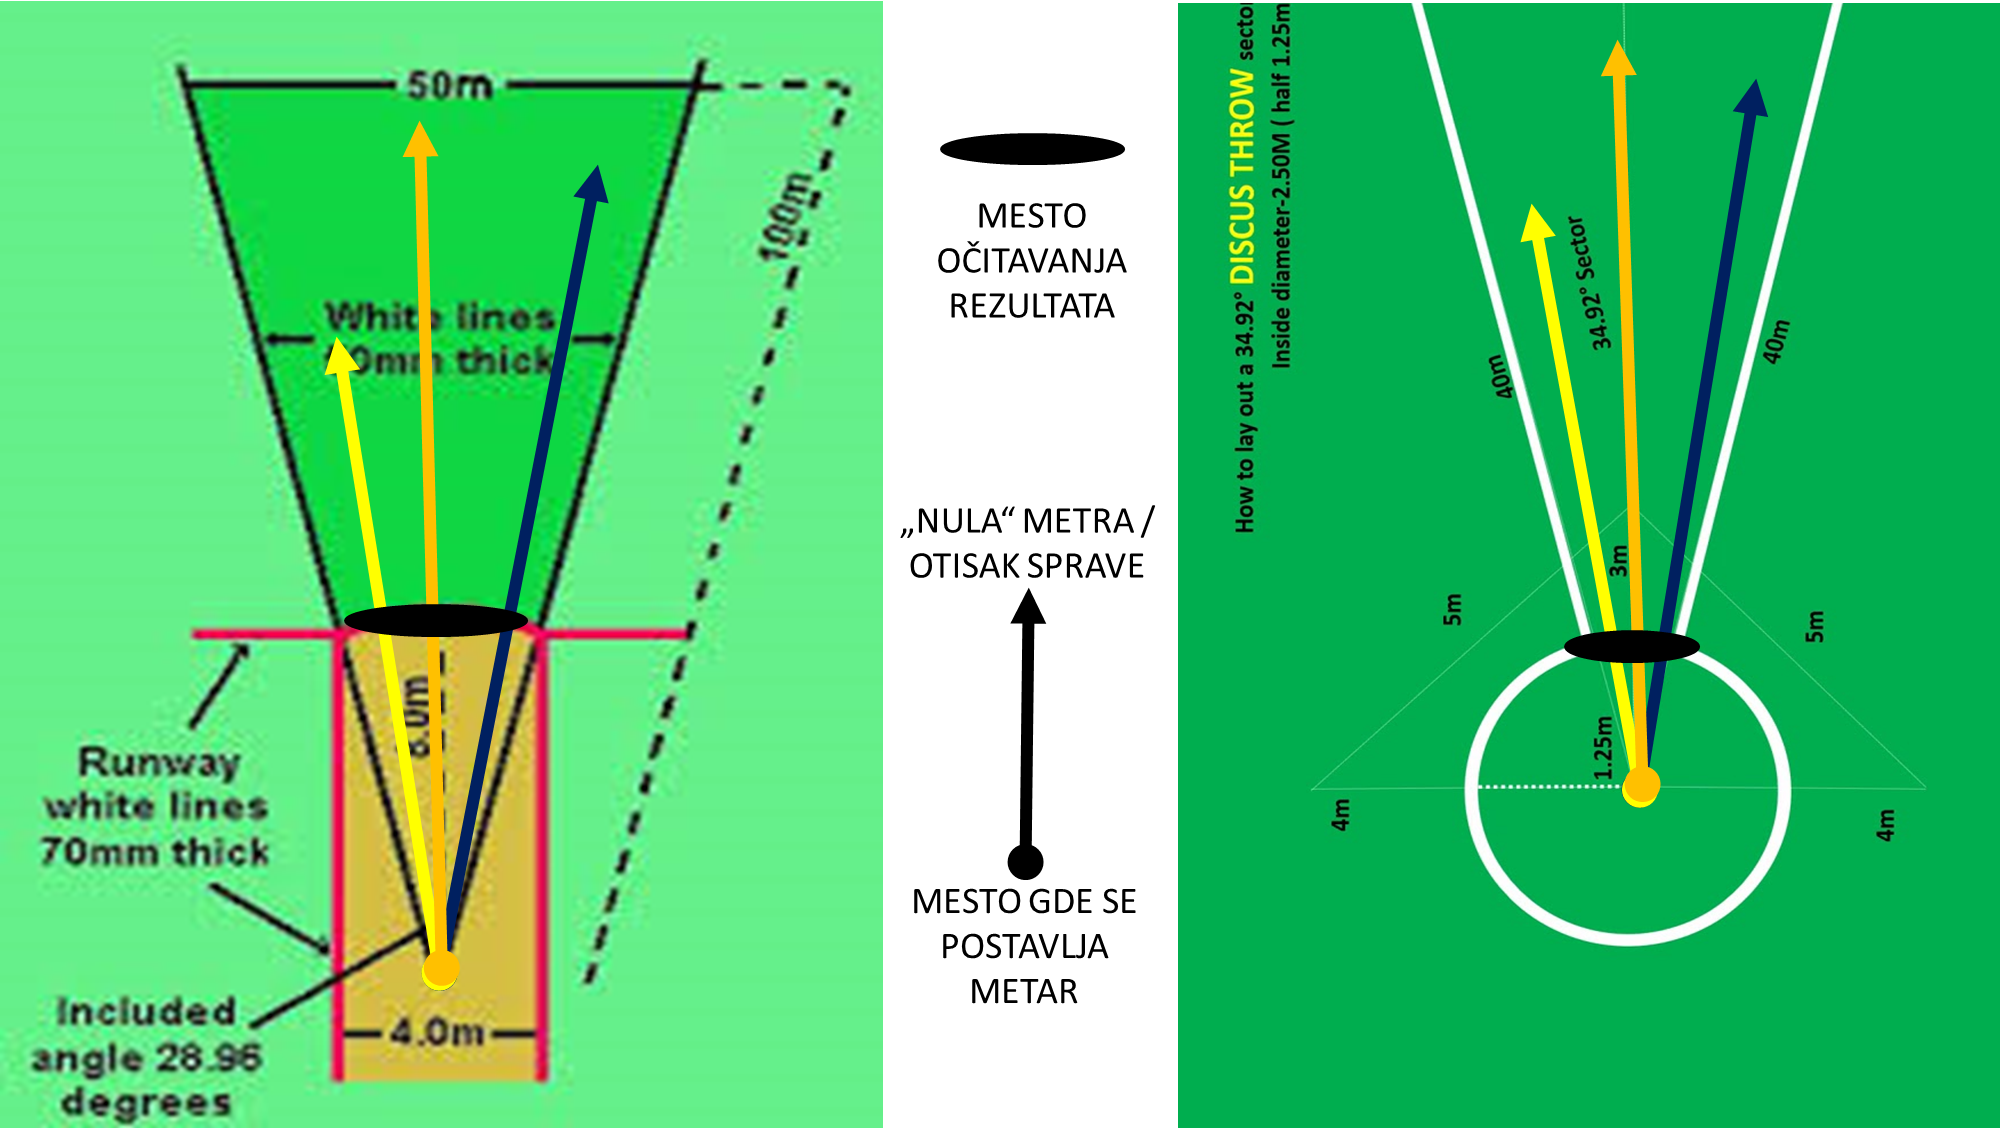 50m
100m
White lines
0mm thick
6.0m
Runway
white lines
70mm thick
Included
angle 28.96
degrees
4.0m
MESTO
OČITAVANJA
REZULTATA
„NULA“ METRA /
OTISAK SPRAVE
MESTO GDE SE
POSTAVLJA
METAR
How to lay out a 34.92° DISCUS THROW sector
Inside diameter-2.50M ( half 1.25m
34.92° Sector
40m
40m
3m
5m
5m
1.25m
4m
4m